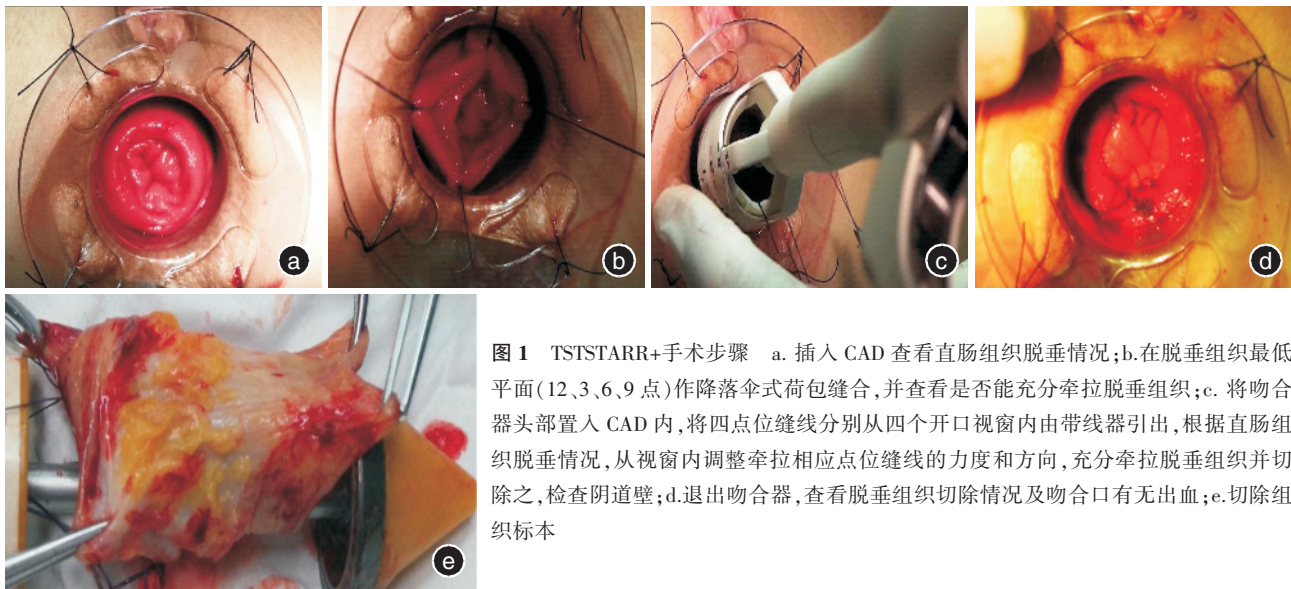 a
b
c
d
e
图 1 TSTSTARR+手术步骤 a. 插入 CAD 查看直肠组织脱垂情况;b.在脱垂组织最低
平面(12、3、6、9 点)作降落伞式荷包缝合,并查看是否能充分牵拉脱垂组织;c. 将吻合
器头部置入 CAD 内,将四点位缝线分别从四个开口视窗内由带线器引出,根据直肠组
织脱垂情况,从视窗内调整牵拉相应点位缝线的力度和方向,充分牵拉脱垂组织并切
除之,检查阴道壁;d.退出吻合器,查看脱垂组织切除情况及吻合口有无出血;e.切除组
织标本